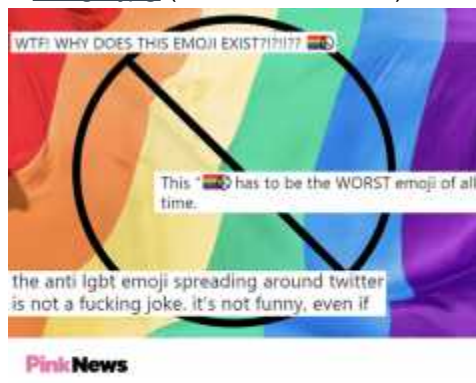 WTF! WHY DOES THIS EMOJI EXIST?!?!!??
This " has to be the WORST emoji of all
time.
the anti lgbt emoji spreading around twitter
is not a fucking joke. it's not funny, even if
PinkNews